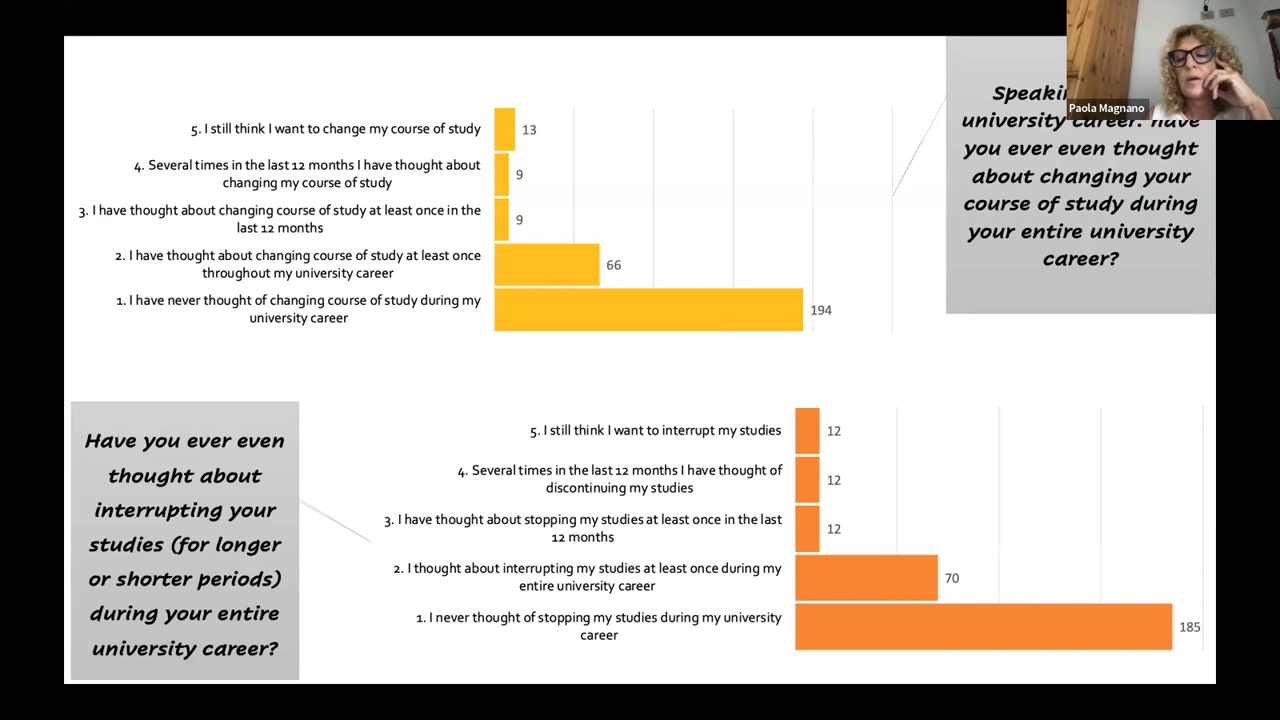 Paola Magnano
5. I still think I want to change my course of study
13
4. Several times in the last 12 months I have thought about
changing my course of study
9
3. I have thought about changing course of study at least once in the
last 12 months
9
2. I have thought about changing course of study at least once
throughout my university career
66
1. I have never thought of changing course of study during my
university career
194
university career: have
you ever even thought
about changing your
course of study during
your entire university
career?
Have you ever even
thought about
interrupting your
studies (for longer
or shorter periods)
during your entire
university career?
5. I still think I want to interrupt my studies
12
4. Several times in the last 12 months I have thought of
discontinuing my studies
12
3. I have thought about stopping my studies at least once in the last
12 months
12
2. I thought about interrupting my studies at least once during my
entire university career
70
1. I never thought of stopping my studies during my university
career
185